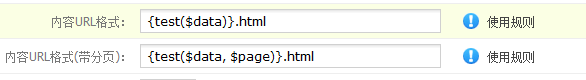 内容URL格式： {test($data)}.html 使用规则
内容URL格式(带分页)： {test($data, $page)}.html 使用规则